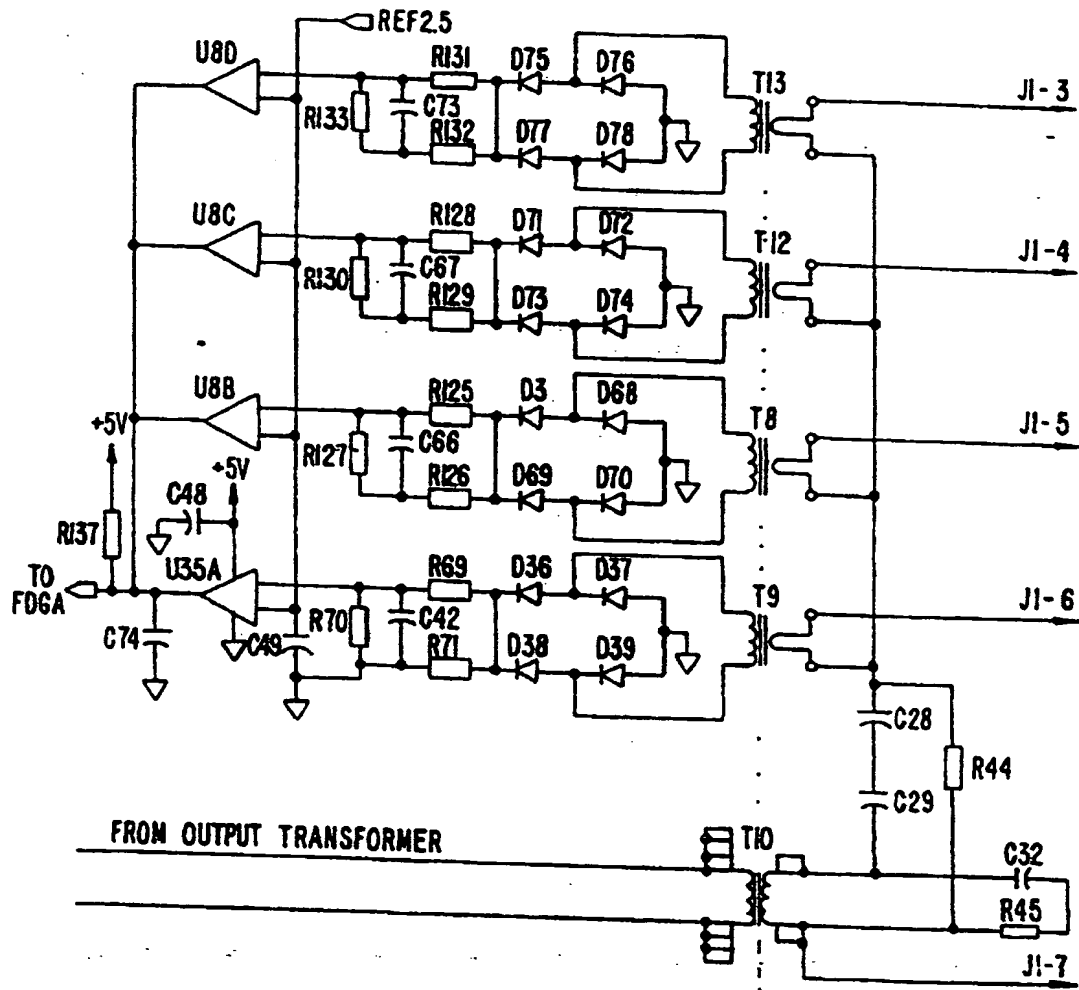 REF2.5
U8D
R131
D75
D76
T13
J1-3
R133
C73
R132
D77
D78
U8C
R128
D71
D72
T12
J1-4
R130
C67
R129
D73
D74
U8B
R125
D3
D68
T8
J1-5
+5V
R127
C66
R126
D69
D70
+5V
C48
R137
U35A
R69
D36
D37
T9
J1-6
TO
FDGA
C74
C49
R70
C42
R71
D38
D39
C28
R44
C29
FROM OUTPUT TRANSFORMER
T10
C32
R45
J1-7